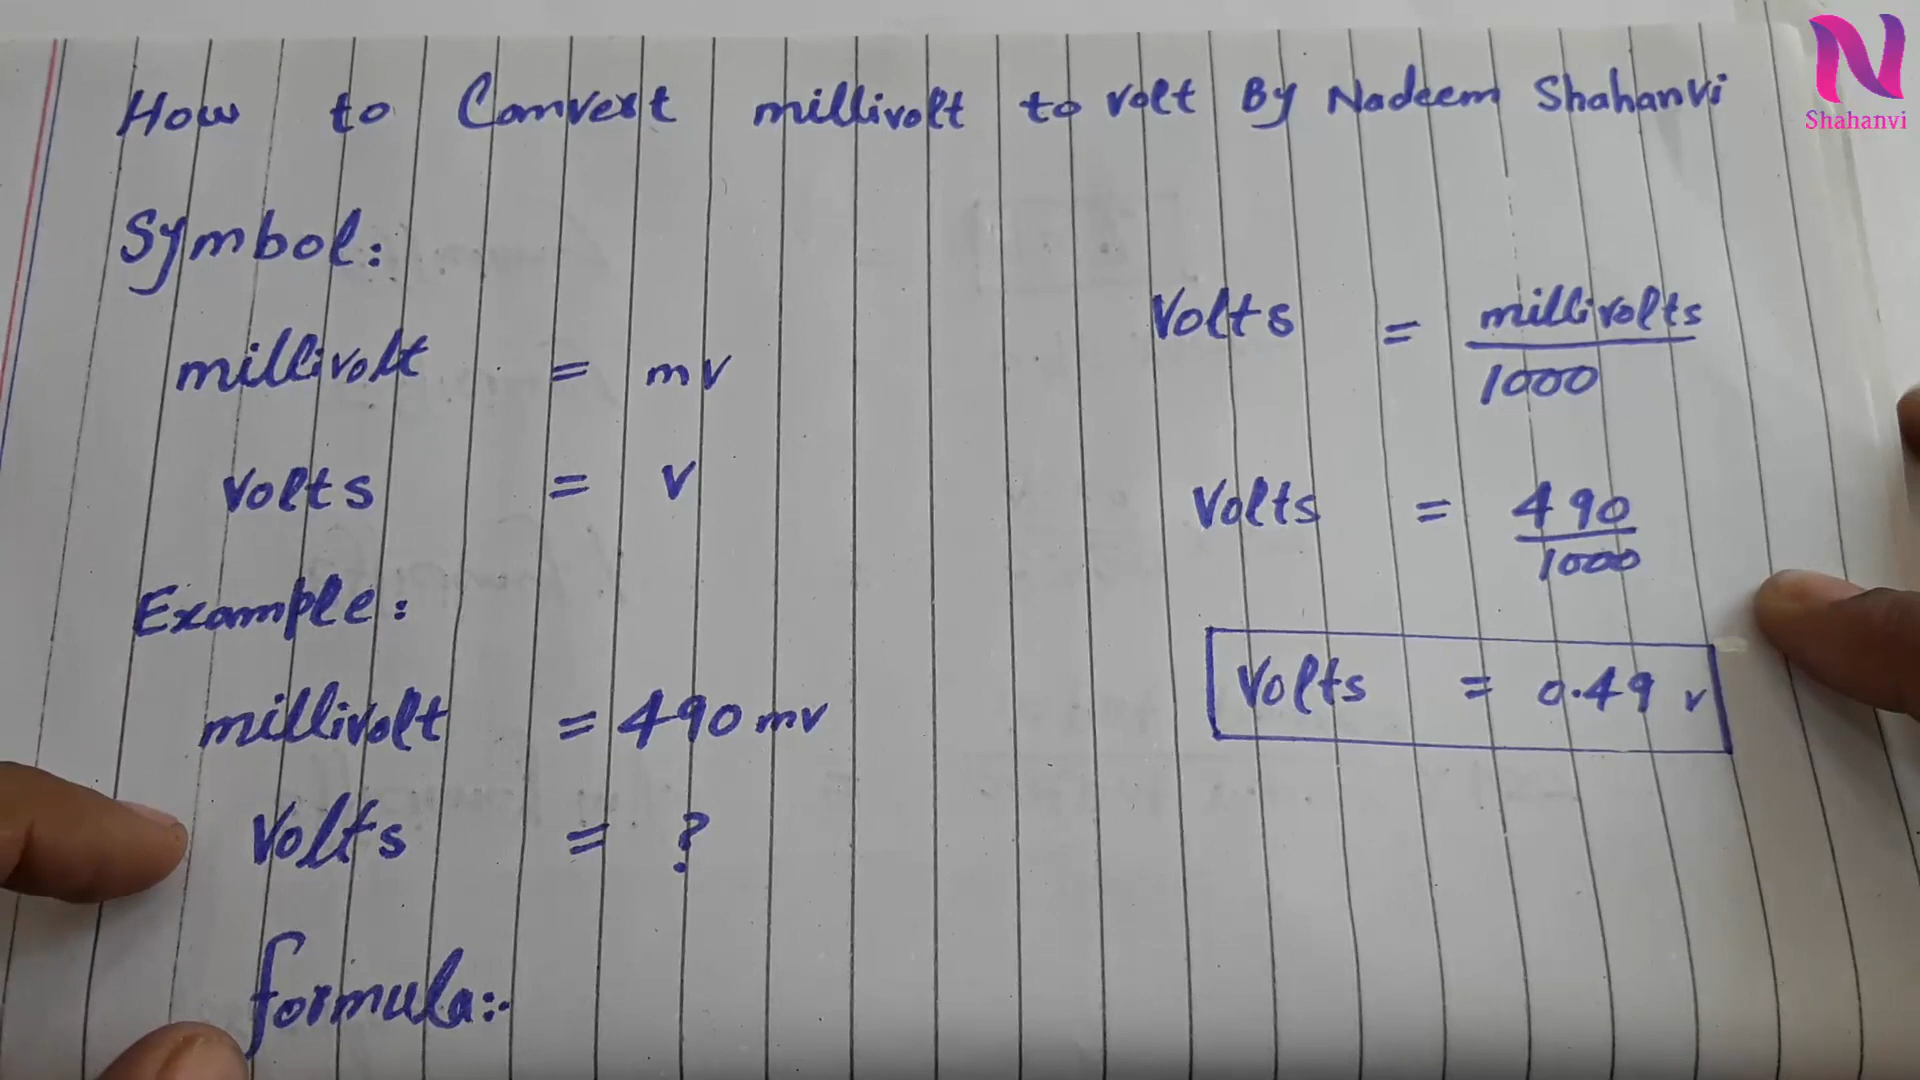 How to Convert millivolt to volt By Nadeem Shahanvi
Symbol:
millivolt = mv
Volts = v
Example:
millivolt = 490 mv
Volts = ?
formula:-
Volts = millivolts
1000
Volts = 490
1000
Volts = 0.49 v
N
Shahanvi